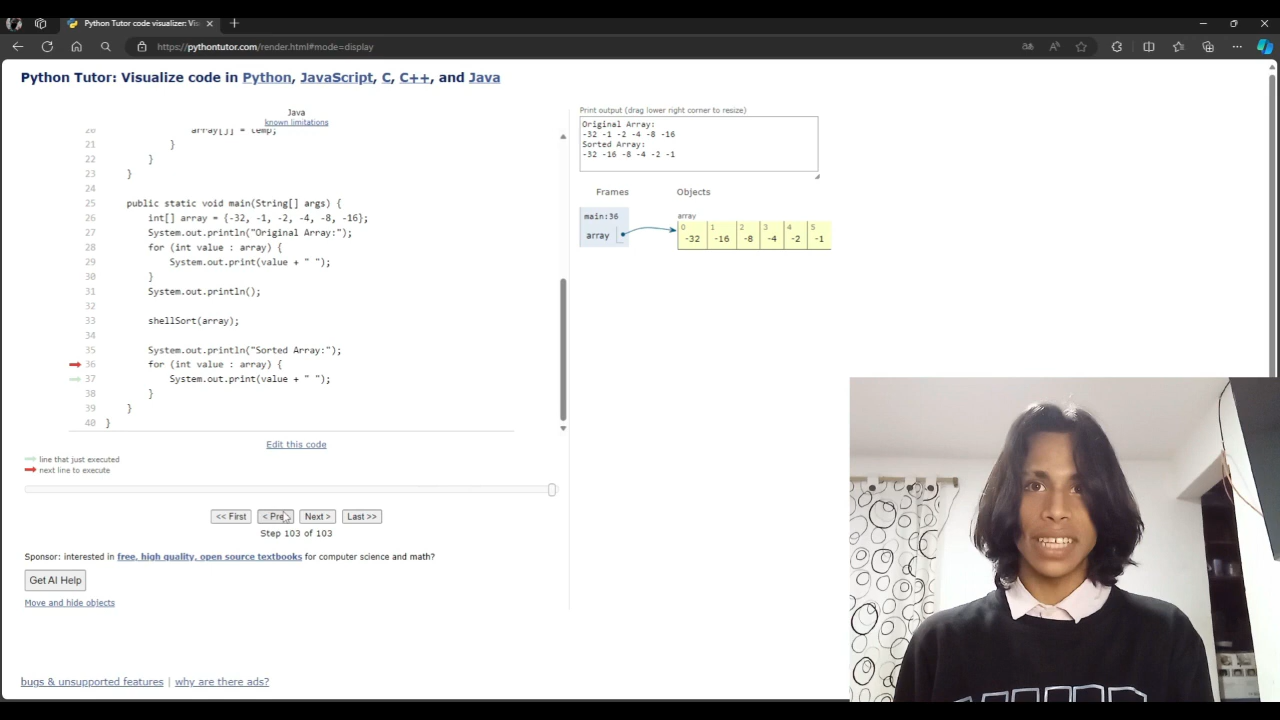 Python Tutor code visualizer: Vis
https://pythontutor.com/render.html#mode=display
Python Tutor: Visualize code in Python, JavaScript, C, C++, and Java
Java
known limitations
20 array[j] = temp;
21 }
22 }
23 }
24
25 public static void main(String[] args) {
26 int[] array = {-32, -1, -2, -4, -8, -16};
27 System.out.println("Original Array:");
28 for (int value : array) {
29 System.out.print(value + " ");
30 }
31 System.out.println();
32
33 shellSort(array);
34
35 System.out.println("Sorted Array:");
36 for (int value : array) {
37 System.out.print(value + " ");
38 }
39 }
40 }
Edit this code
line that just executed
next line to execute
<< First < Prev Next > Last >>
Step 103 of 103
Sponsor: interested in free, high quality, open source textbooks for computer science and math?
Get AI Help
Move and hide objects
bugs & unsupported features | why are there ads?
Print output (drag lower right corner to resize)
Original Array:
-32 -1 -2 -4 -8 -16
Sorted Array:
-32 -16 -8 -4 -2 -1
Frames Objects
main:36
array
array
0 1 2 3 4 5
-32 -16 -8 -4 -2 -1